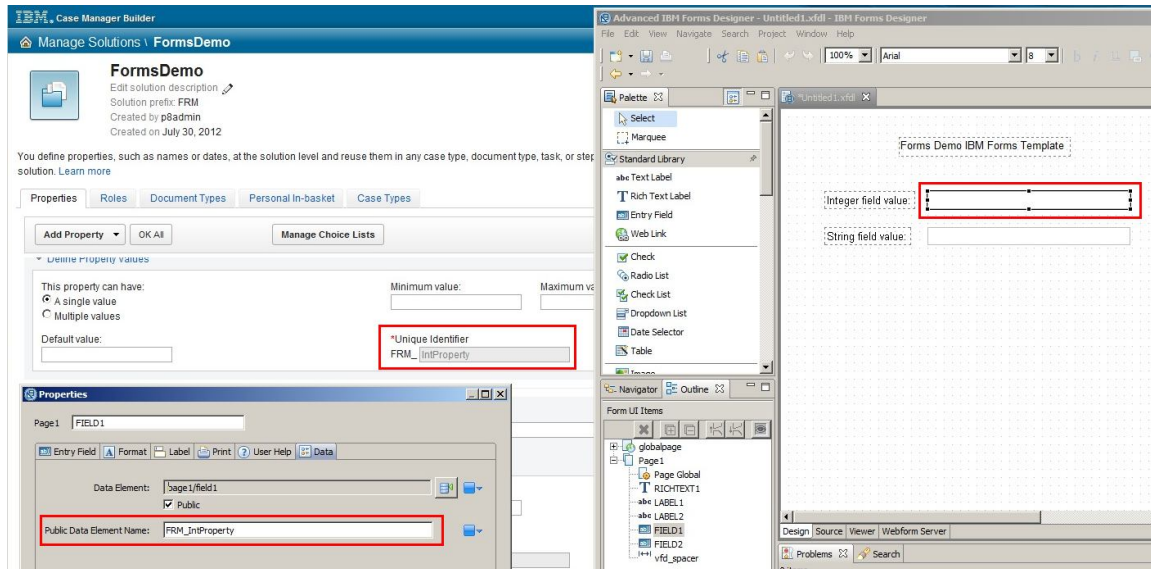 IBM. Case Manager Builder
Manage Solutions \ FormsDemo
FormsDemo
Edit solution description
Solution prefix: FRM
Created by p8admin
Created on July 30, 2012
You define properties, such as names or dates, at the solution level and reuse them in any case type, document type, task, or step
solution. Learn more
Properties Roles Document Types Personal In-basket Case Types
Add Property OK All Manage Choice Lists
Define Property Values
This property can have: Minimum value: Maximum va
A single value
Multiple values
Default value: *Unique Identifier
FRM_ IntProperty
Properties
Page1 FIELD1
Entry Field Format Label Print User Help Data
Data Element: page1/field1
Public
Public Data Element Name: FRM_IntProperty
Advanced IBM Forms Designer - Untitled1.xfdl - IBM Forms Designer
File Edit View Navigate Search Project Window Help
100% Arial 8
Palette
Select
Marquee
Standard Library
abc Text Label
T Rich Text Label
Entry Field
Web Link
Check
Radio List
Check List
Dropdown List
Date Selector
Table
Image
*Untitled1.xfdl
Forms Demo IBM Forms Template
Integer field value:
String field value:
Navigator Outline
Form UI Items
globalpage
Page1
Page Global
T RICHTEXT1
abc LABEL1
abc LABEL2
FIELD1
FIELD2
vfd_spacer
Design Source Viewer Webform Server
Problems Search